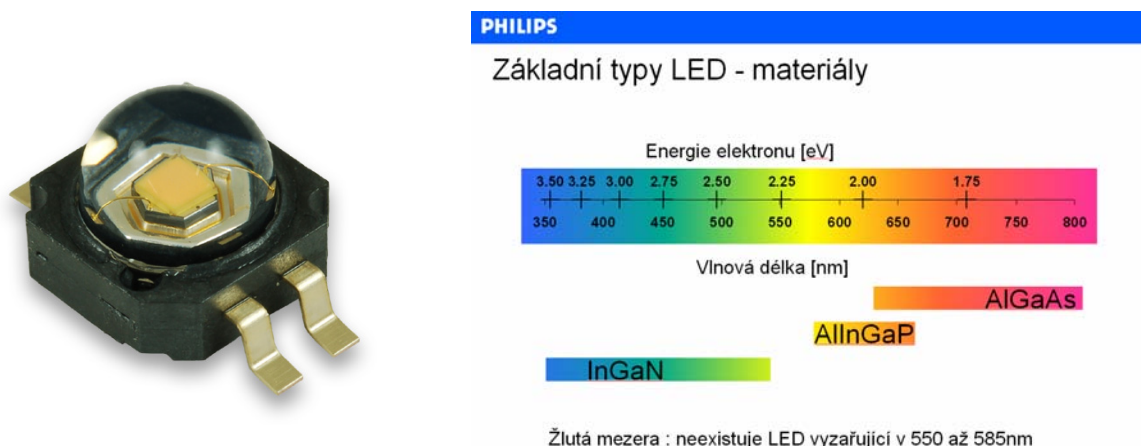 PHILIPS
Základní typy LED - materiály
Energie elektronu [eV]
3.50 3.25 3.00 2.75 2.50 2.25 2.00 1.75
350 400 450 500 550 600 650 700 750 800
Vlnová délka [nm]
AlGaAs
AlInGaP
InGaN
Žlutá mezera : neexistuje LED vyzařující v 550 až 585nm